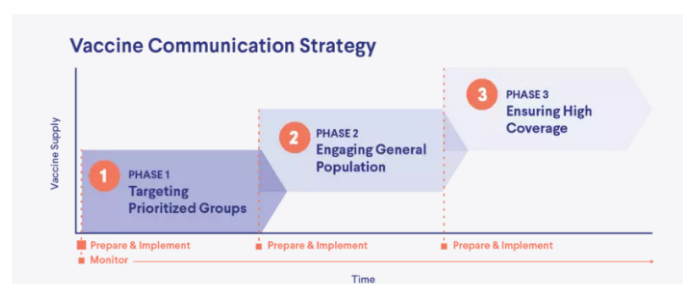 Vaccine Communication Strategy
Vaccine Supply
1
PHASE 1
Targeting
Prioritized Groups
2
PHASE 2
Engaging General
Population
3
PHASE 3
Ensuring High
Coverage
Prepare & Implement
Prepare & Implement
Prepare & Implement
Monitor
Time